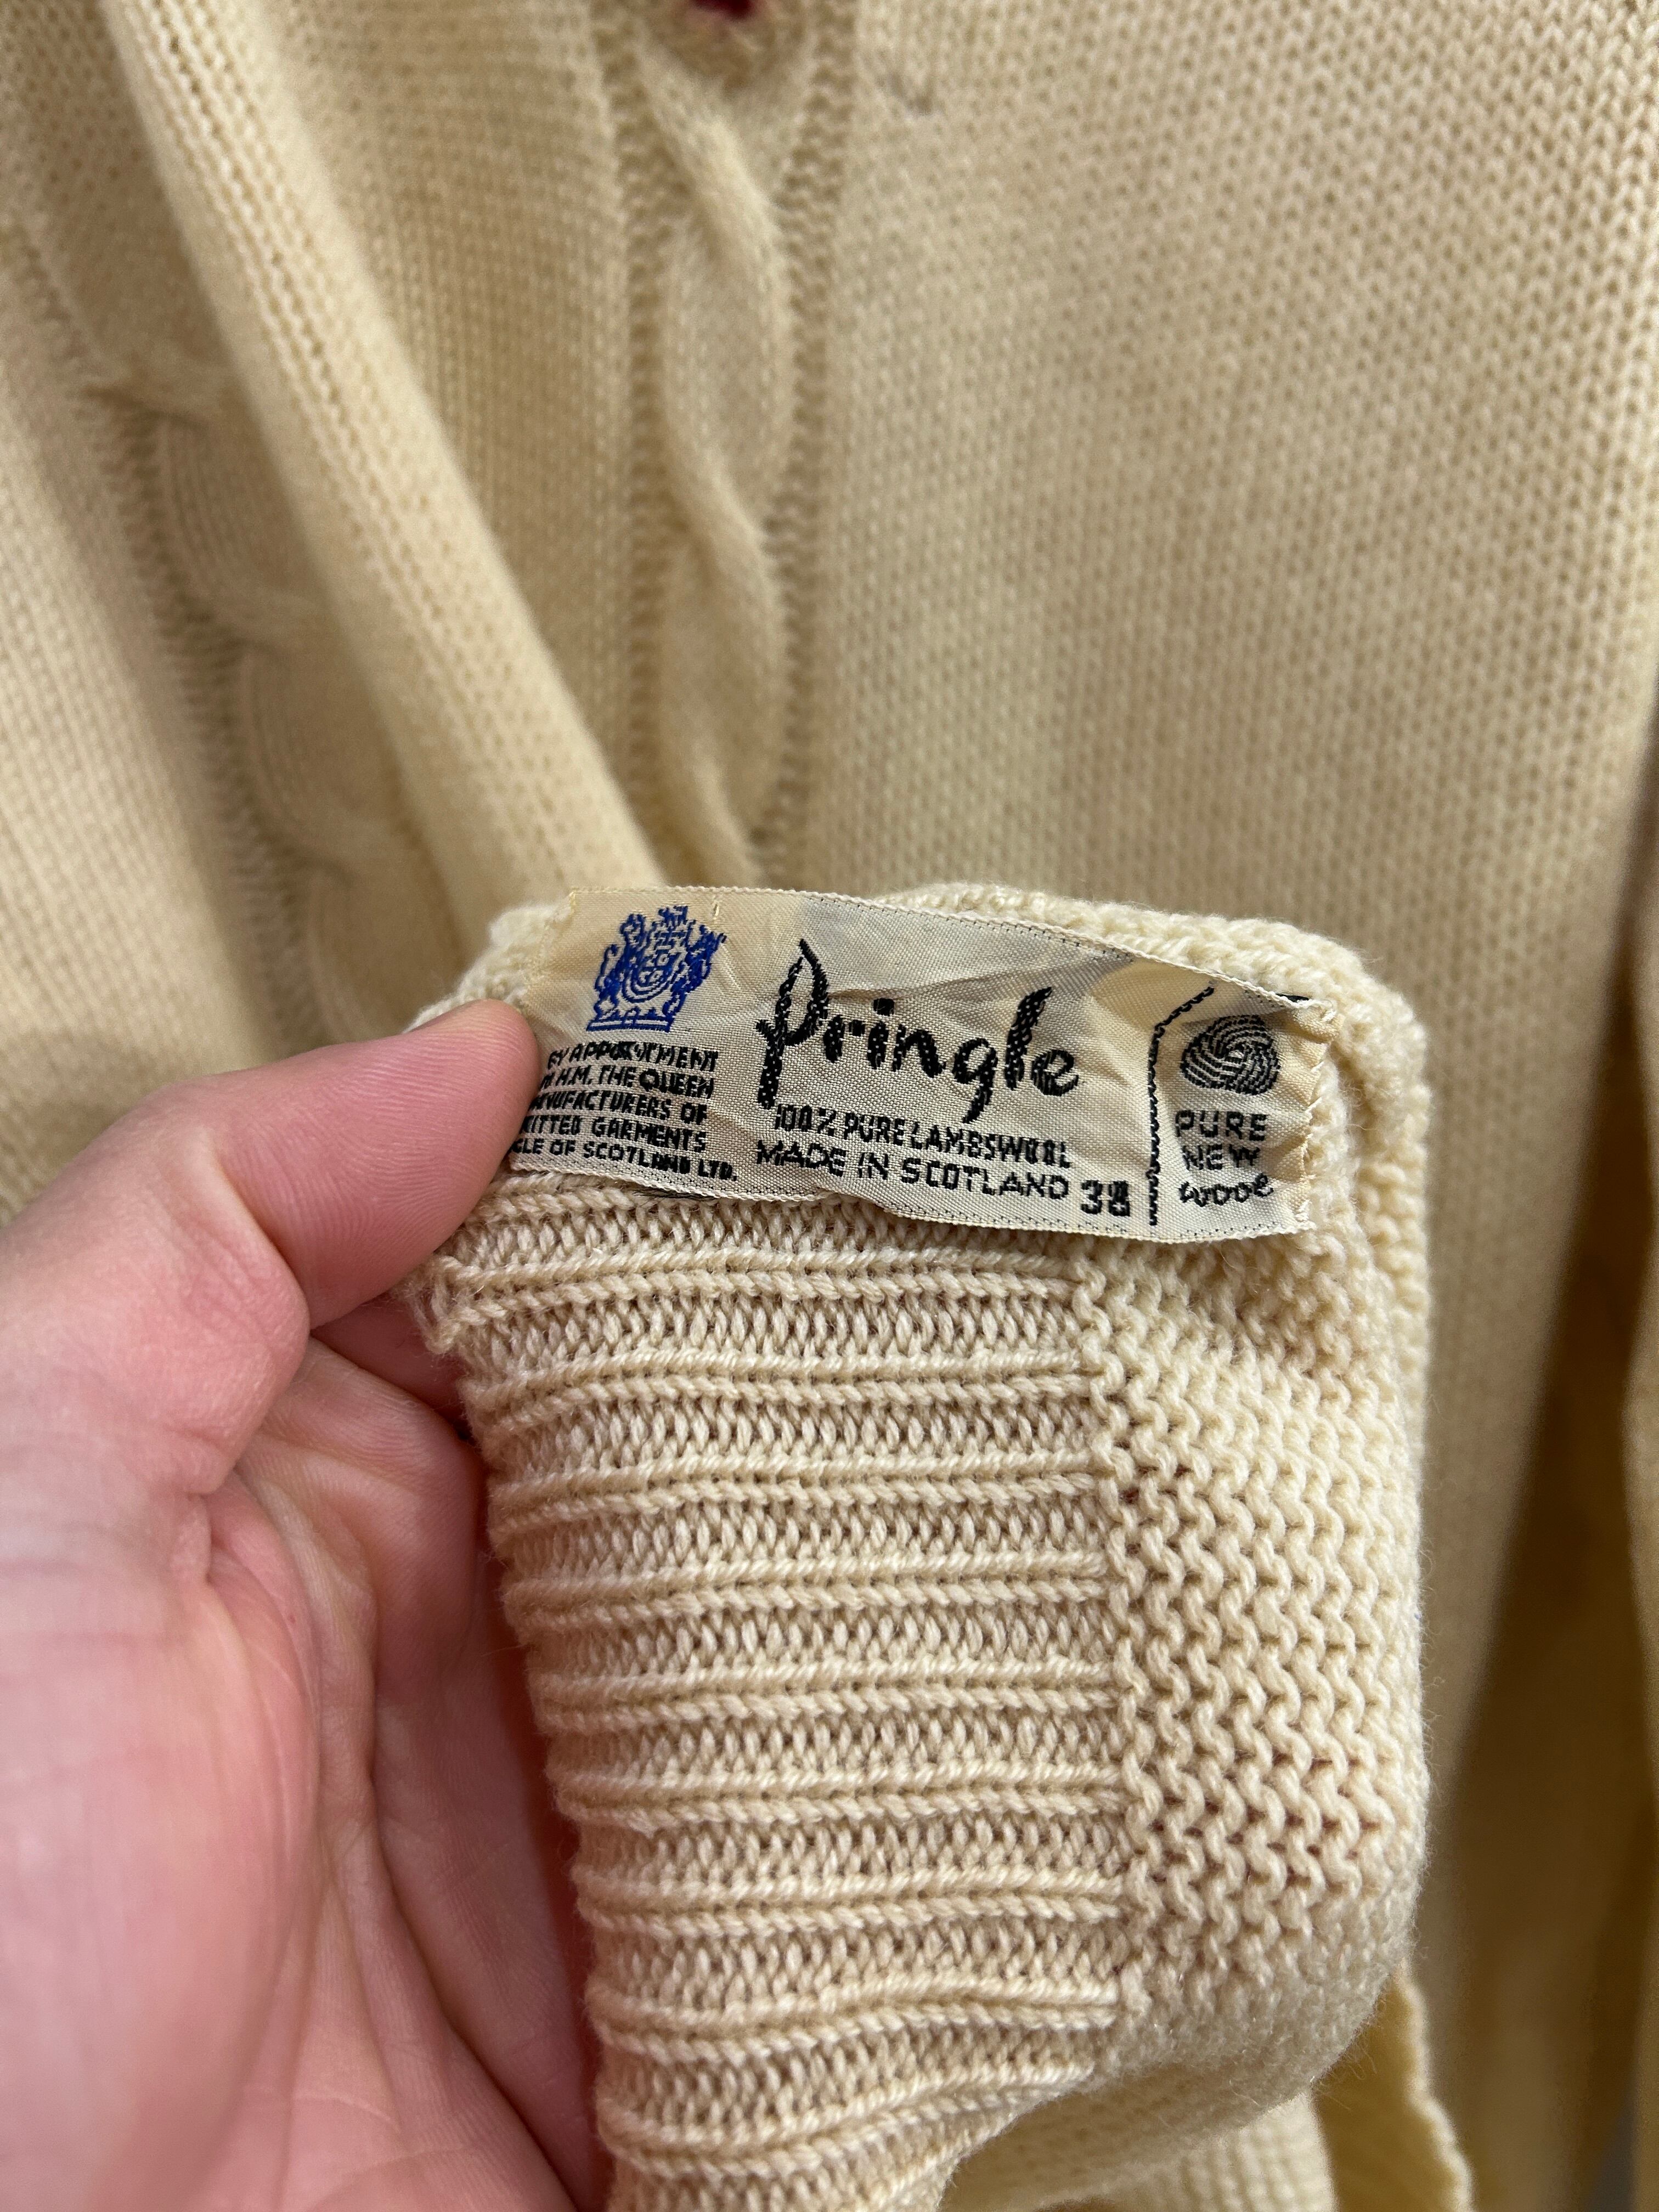 BY APPOINTMENT
H.M. THE QUEEN
MANUFACTURERS OF
KNITTED GARMENTS
OF SCOTLAND LTD.
Pringle
100% PURE LAMBSWOOL
MADE IN SCOTLAND 38
PURE
NEW
WOOL